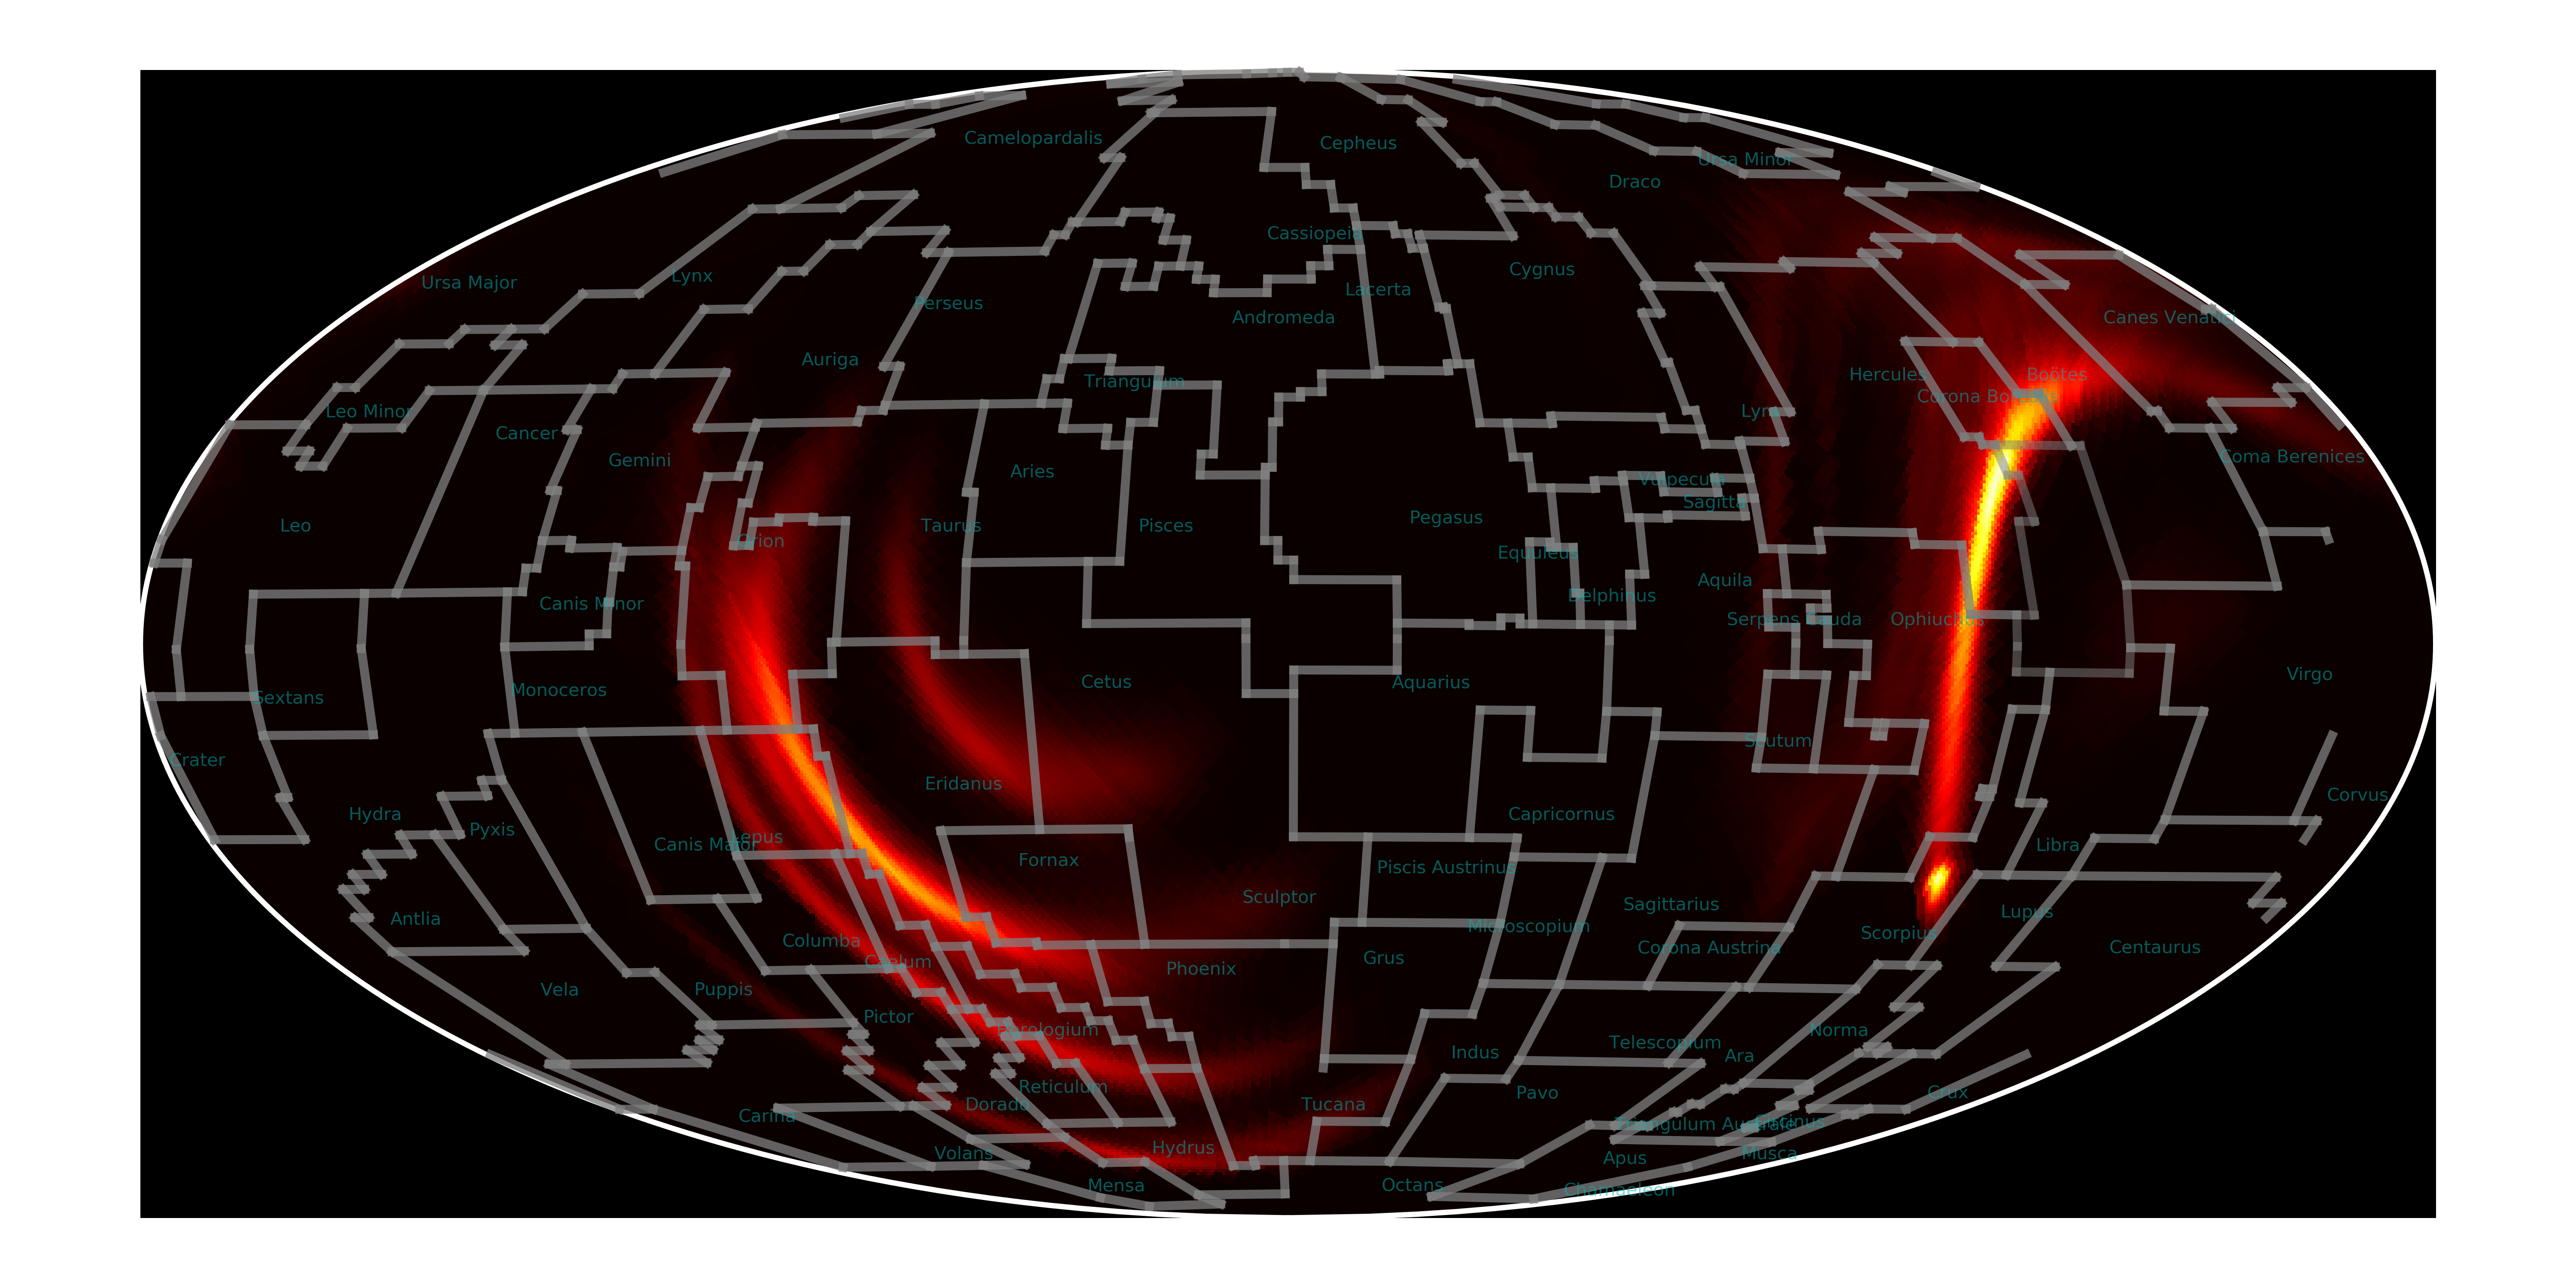 Camelopardalis
Cepheus
Ursa Minor
Draco
Cassiopeia
Cygnus
Lynx
Ursa Major
Lacerta
Perseus
Andromeda
Canes Venatici
Auriga
Hercules
Boötes
Triangulum
Corona Borealis
Leo Minor
Lyra
Cancer
Coma Berenices
Gemini
Aries
Vulpecula
Sagitta
Pegasus
Leo
Taurus
Pisces
Orion
Equuleus
Aquila
Delphinus
Canis Minor
Serpens Cauda
Ophiuchus
Virgo
Cetus
Aquarius
Monoceros
Sextans
Scutum
Crater
Eridanus
Corvus
Hydra
Capricornus
Pyxis
Lepus
Canis Major
Libra
Fornax
Piscis Austrinus
Sculptor
Sagittarius
Lupus
Antlia
Microscopium
Scorpius
Columba
Corona Austrina
Centaurus
Grus
Caelum
Phoenix
Vela
Puppis
Pictor
Horologium
Norma
Telescopium
Indus
Ara
Reticulum
Pavo
Crux
Dorado
Tucana
Carina
Triangulum Australe
Circinus
Hydrus
Volans
Apus
Musca
Mensa
Octans
Chamaeleon